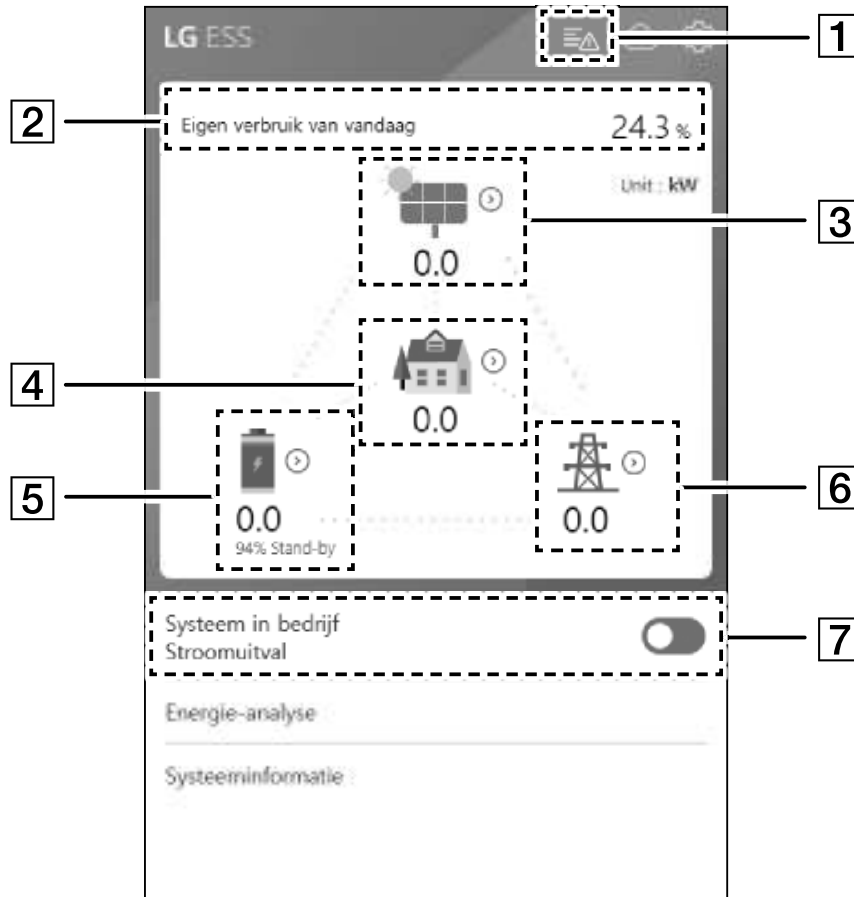 LG ESS
1
2
Eigen verbruik van vandaag 24.3 %
Unit : kW
3
0.0
4
0.0
5
0.0
94% Stand-by
6
0.0
Systeem in bedrijf
Stroomuitval
7
Energie-analyse
Systeeminformatie